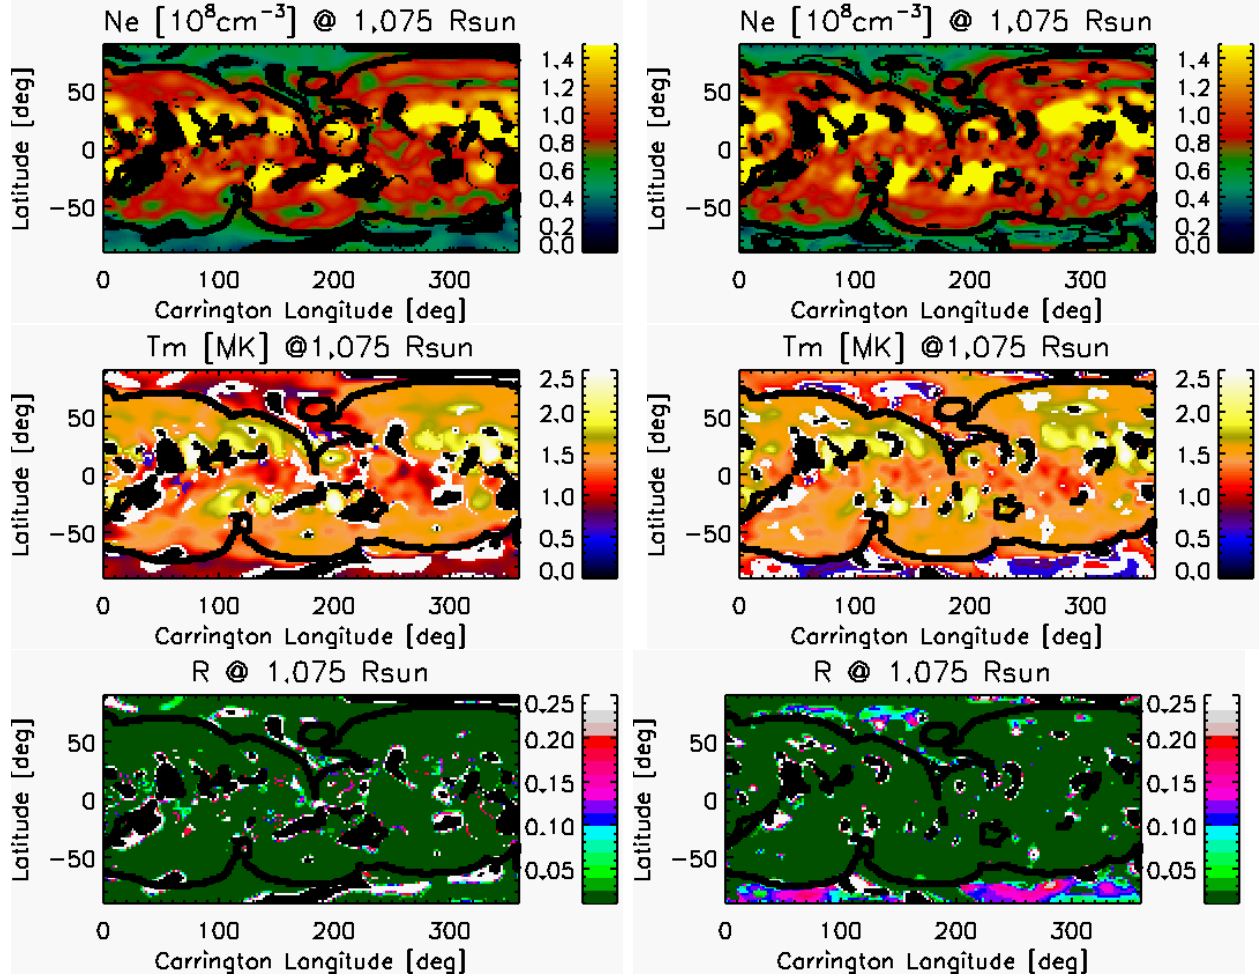 Ne [10⁸cm⁻³] @ 1,075 Rsun
Ne [10⁸cm⁻³] @ 1,075 Rsun
Latitude [deg]
50
0
−50
1,4
1,2
1,0
0,8
0,6
0,4
0,2
0,0
Latitude [deg]
50
0
−50
1,4
1,2
1,0
0,8
0,6
0,4
0,2
0,0
0 100 200 300
0 100 200 300
Carrington Longitude [deg]
Carrington Longitude [deg]
Tm [MK] @1,075 Rsun
Tm [MK] @1,075 Rsun
Latitude [deg]
50
0
−50
2,5
2,0
1,5
1,0
0,5
0,0
Latitude [deg]
50
0
−50
2,5
2,0
1,5
1,0
0,5
0,0
0 100 200 300
0 100 200 300
Carrington Longitude [deg]
Carrington Longitude [deg]
R @ 1,075 Rsun
R @ 1,075 Rsun
Latitude [deg]
50
0
−50
0,25
0,20
0,15
0,10
0,05
Latitude [deg]
50
0
−50
0,25
0,20
0,15
0,10
0,05
0 100 200 300
0 100 200 300
Carrington Longitude [deg]
Carrington Longitude [deg]